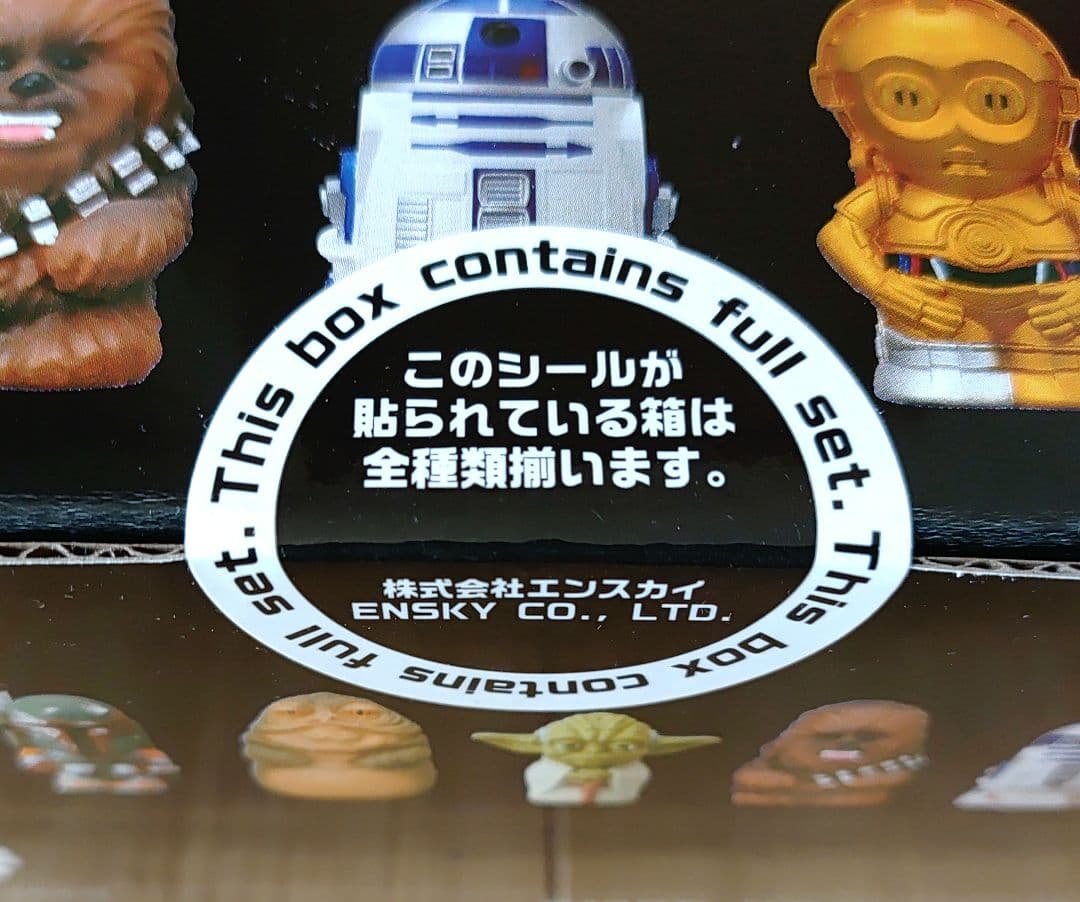 This box contains full set. This box contains full set.
このシールが
貼られている箱は
全種類揃います。
株式会社エンスカイ
ENSKY CO., LTD.